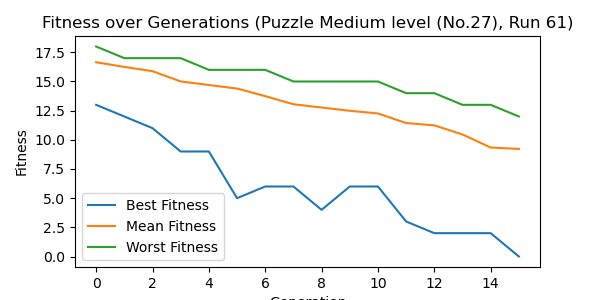 Fitness over Generations (Puzzle Medium level (No.27), Run 61)
17.5
15.0
12.5
10.0
7.5
5.0
2.5
0.0
Fitness
Best Fitness
Mean Fitness
Worst Fitness
0 2 4 6 8 10 12 14
Generation